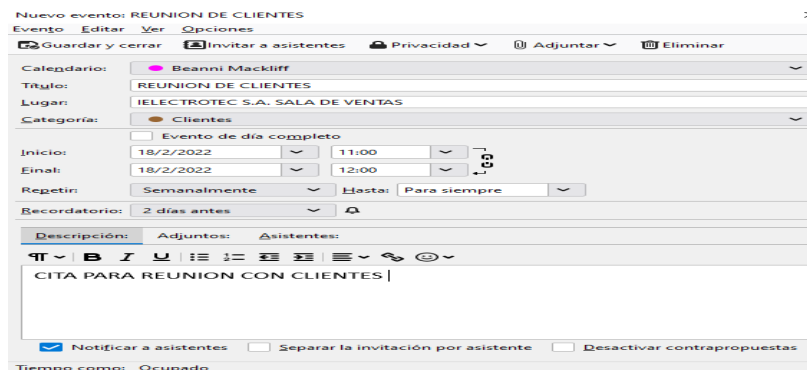 Nuevo evento: REUNION DE CLIENTES
Evento Editar Ver Opciones
Guardar y cerrar Invitar a asistentes Privacidad Adjuntar Eliminar
Calendario: Beanni Mackliff
Título: REUNION DE CLIENTES
Lugar: IELECTROTEC S.A. SALA DE VENTAS
Categoría: Clientes
Evento de día completo
Inicio: 18/2/2022 11:00
Final: 18/2/2022 12:00
Repetir: Semanalmente Hasta: Para siempre
Recordatorio: 2 días antes
Descripción: Adjuntos: Asistentes:
CITA PARA REUNION CON CLIENTES
Notificar a asistentes Separar la invitación por asistente Desactivar contrapropuestas
Tiempo como: Ocupado